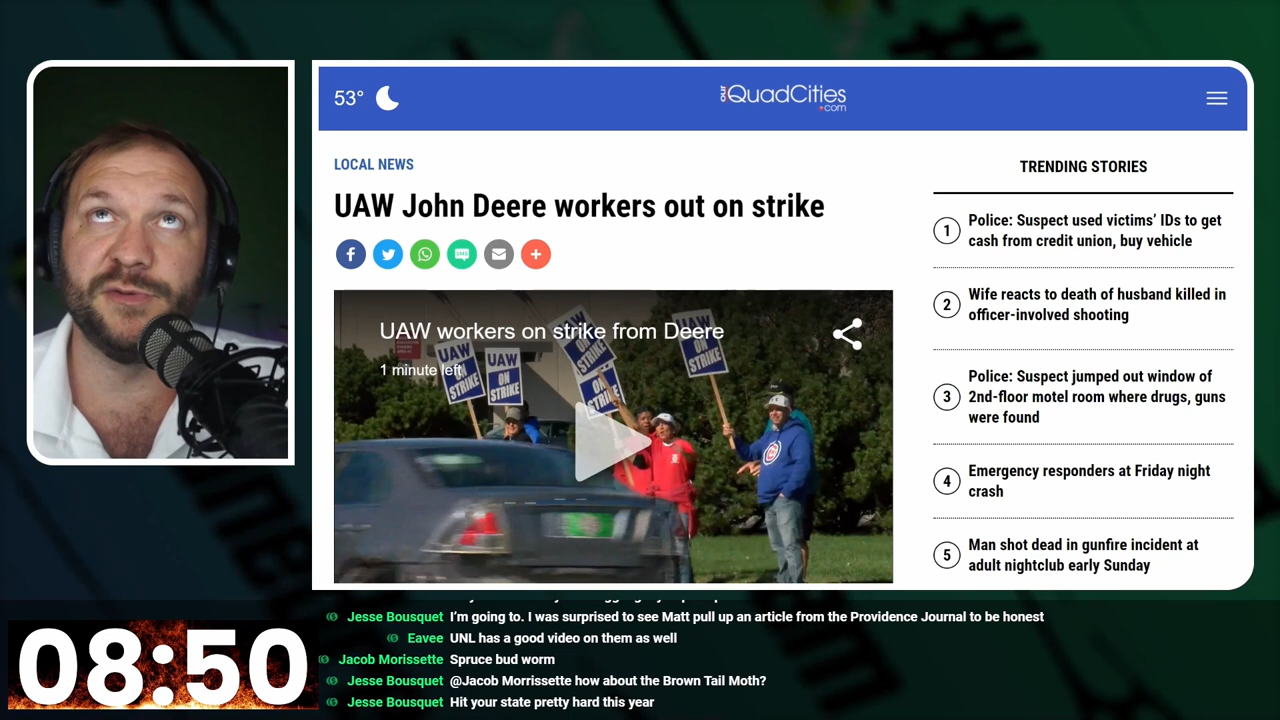 53°
our QuadCities .com
LOCAL NEWS
UAW John Deere workers out on strike
SMS
UAW workers on strike from Deere
1 minute left
UAW ON STRIKE
UAW ON STRIKE
UAW ON STRIKE
ON STRIKE
UAW ON STRIKE
TRENDING STORIES
1 Police: Suspect used victims’ IDs to get
cash from credit union, buy vehicle
2 Wife reacts to death of husband killed in
officer-involved shooting
3 Police: Suspect jumped out window of
2nd-floor motel room where drugs, guns
were found
4 Emergency responders at Friday night
crash
5 Man shot dead in gunfire incident at
adult nightclub early Sunday
08:50
Jesse Bousquet I’m going to. I was surprised to see Matt pull up an article from the Providence Journal to be honest
Eavee UNL has a good video on them as well
Jacob Morissette Spruce bud worm
Jesse Bousquet @Jacob Morrissette how about the Brown Tail Moth?
Jesse Bousquet Hit your state pretty hard this year